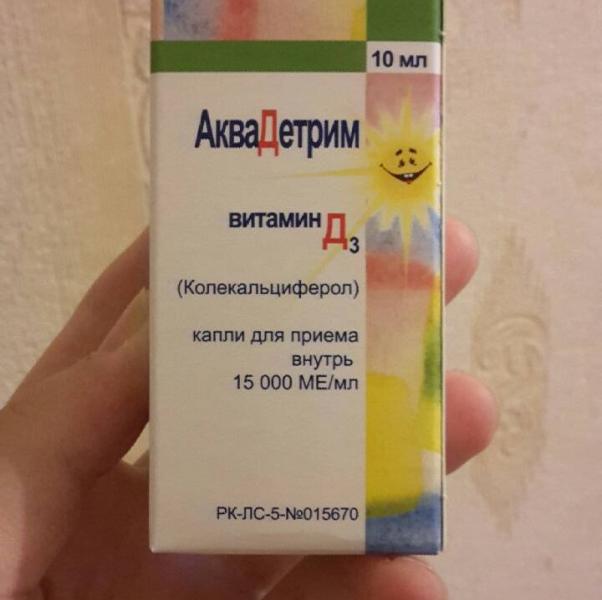 10 мл
АкваДетрим
витамин Д3
(Колекальциферол)
капли для приема
внутрь
15 000 МЕ/мл
РК-ЛС-5-№015670